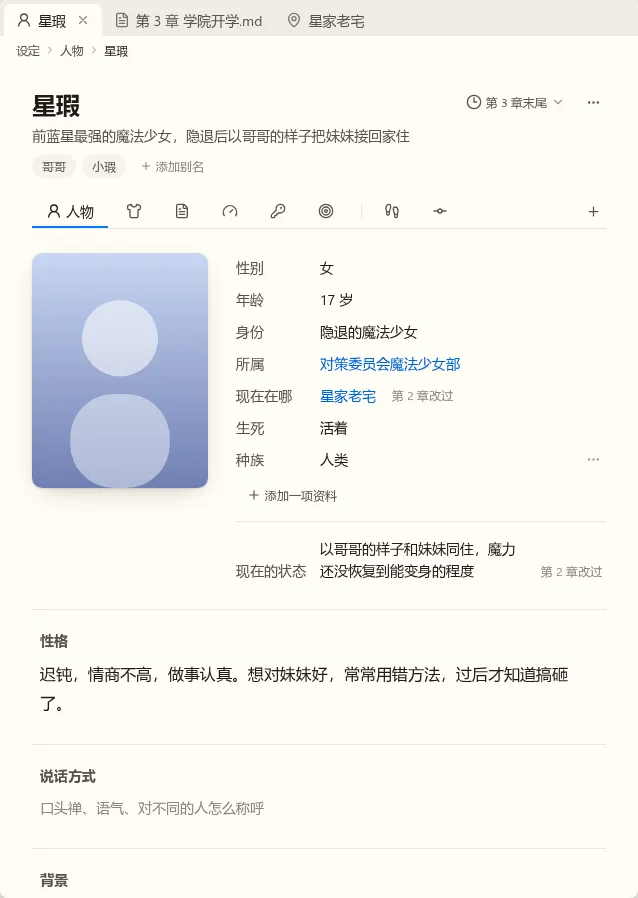 星瑕
第 3 章 学院开学.md
星家老宅
设定 > 人物 > 星瑕
星瑕
第 3 章末尾
前蓝星最强的魔法少女，隐退后以哥哥的样子把妹妹接回家住
哥哥 小瑕 + 添加别名
人物
性别 女
年龄 17 岁
身份 隐退的魔法少女
所属 对策委员会魔法少女部
现在在哪 星家老宅 第 2 章改过
生死 活着
种族 人类
+ 添加一项资料
现在的状态 以哥哥的样子和妹妹同住，魔力
还没恢复到能变身的程度 第 2 章改过
性格
迟钝，情商不高，做事认真。想对妹妹好，常常用错方法，过后才知道搞砸
了。
说话方式
口头禅、语气、对不同的人怎么称呼
背景